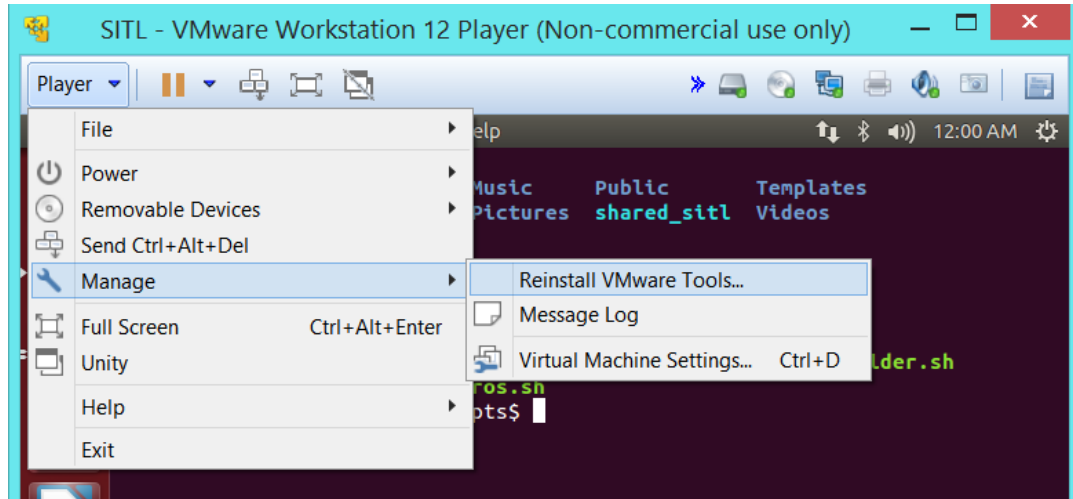 SITL - VMware Workstation 12 Player (Non-commercial use only)
Player
File
elp
12:00 AM
Power
Music Public Templates
Removable Devices
Pictures shared_sitl Videos
Send Ctrl+Alt+Del
Manage
Reinstall VMware Tools...
Message Log
Full Screen Ctrl+Alt+Enter
Unity
Virtual Machine Settings... Ctrl+D
lder.sh
ros.sh
Help
pts$
Exit